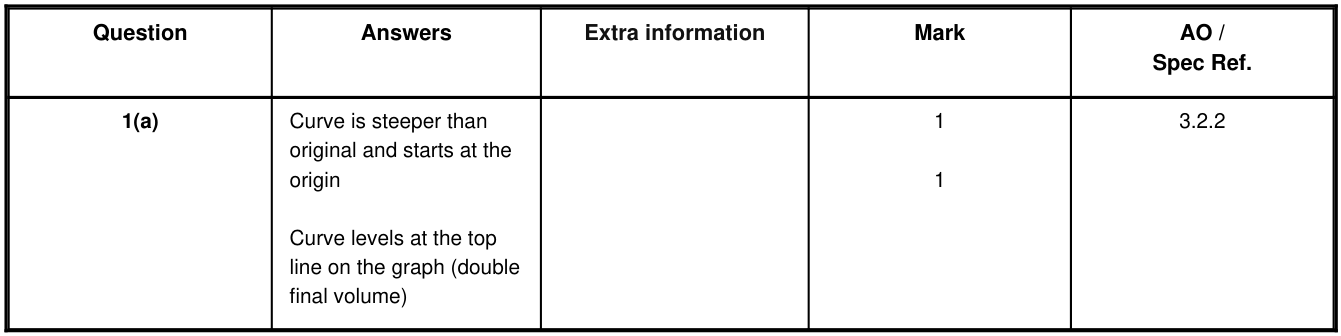 Question Answers Extra information Mark AO /
Spec Ref.
1(a) Curve is steeper than 1 3.2.2
original and starts at the
origin 1
Curve levels at the top
line on the graph (double
final volume)